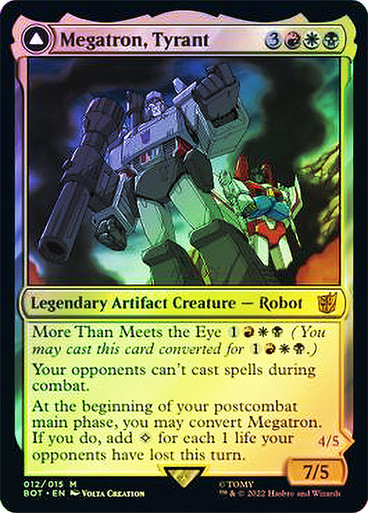 Megatron, Tyrant 3
Legendary Artifact Creature — Robot
More Than Meets the Eye 1 (You
may cast this card converted for 1 .)
Your opponents can't cast spells during
combat.
At the beginning of your postcombat
main phase, you may convert Megatron.
If you do, add for each 1 life your
opponents have lost this turn.
4/5
7/5
012/015 M
BOT • EN Volta Creation
©TOMY
™ & © 2022 Hasbro and Wizards